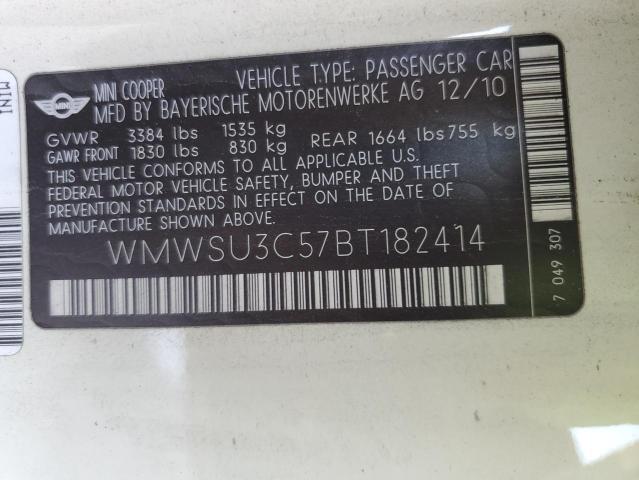 MINI
MINI
MINI COOPER VEHICLE TYPE: PASSENGER CAR
MFD BY BAYERISCHE MOTORENWERKE AG 12/10
GVWR 3384 lbs 1535 kg
GAWR FRONT 1830 lbs 830 kg REAR 1664 lbs 755 kg
THIS VEHICLE CONFORMS TO ALL APPLICABLE U.S.
FEDERAL MOTOR VEHICLE SAFETY, BUMPER AND THEFT
PREVENTION STANDARDS IN EFFECT ON THE DATE OF
MANUFACTURE SHOWN ABOVE.
WMWSU3C57BT182414
7 049 307